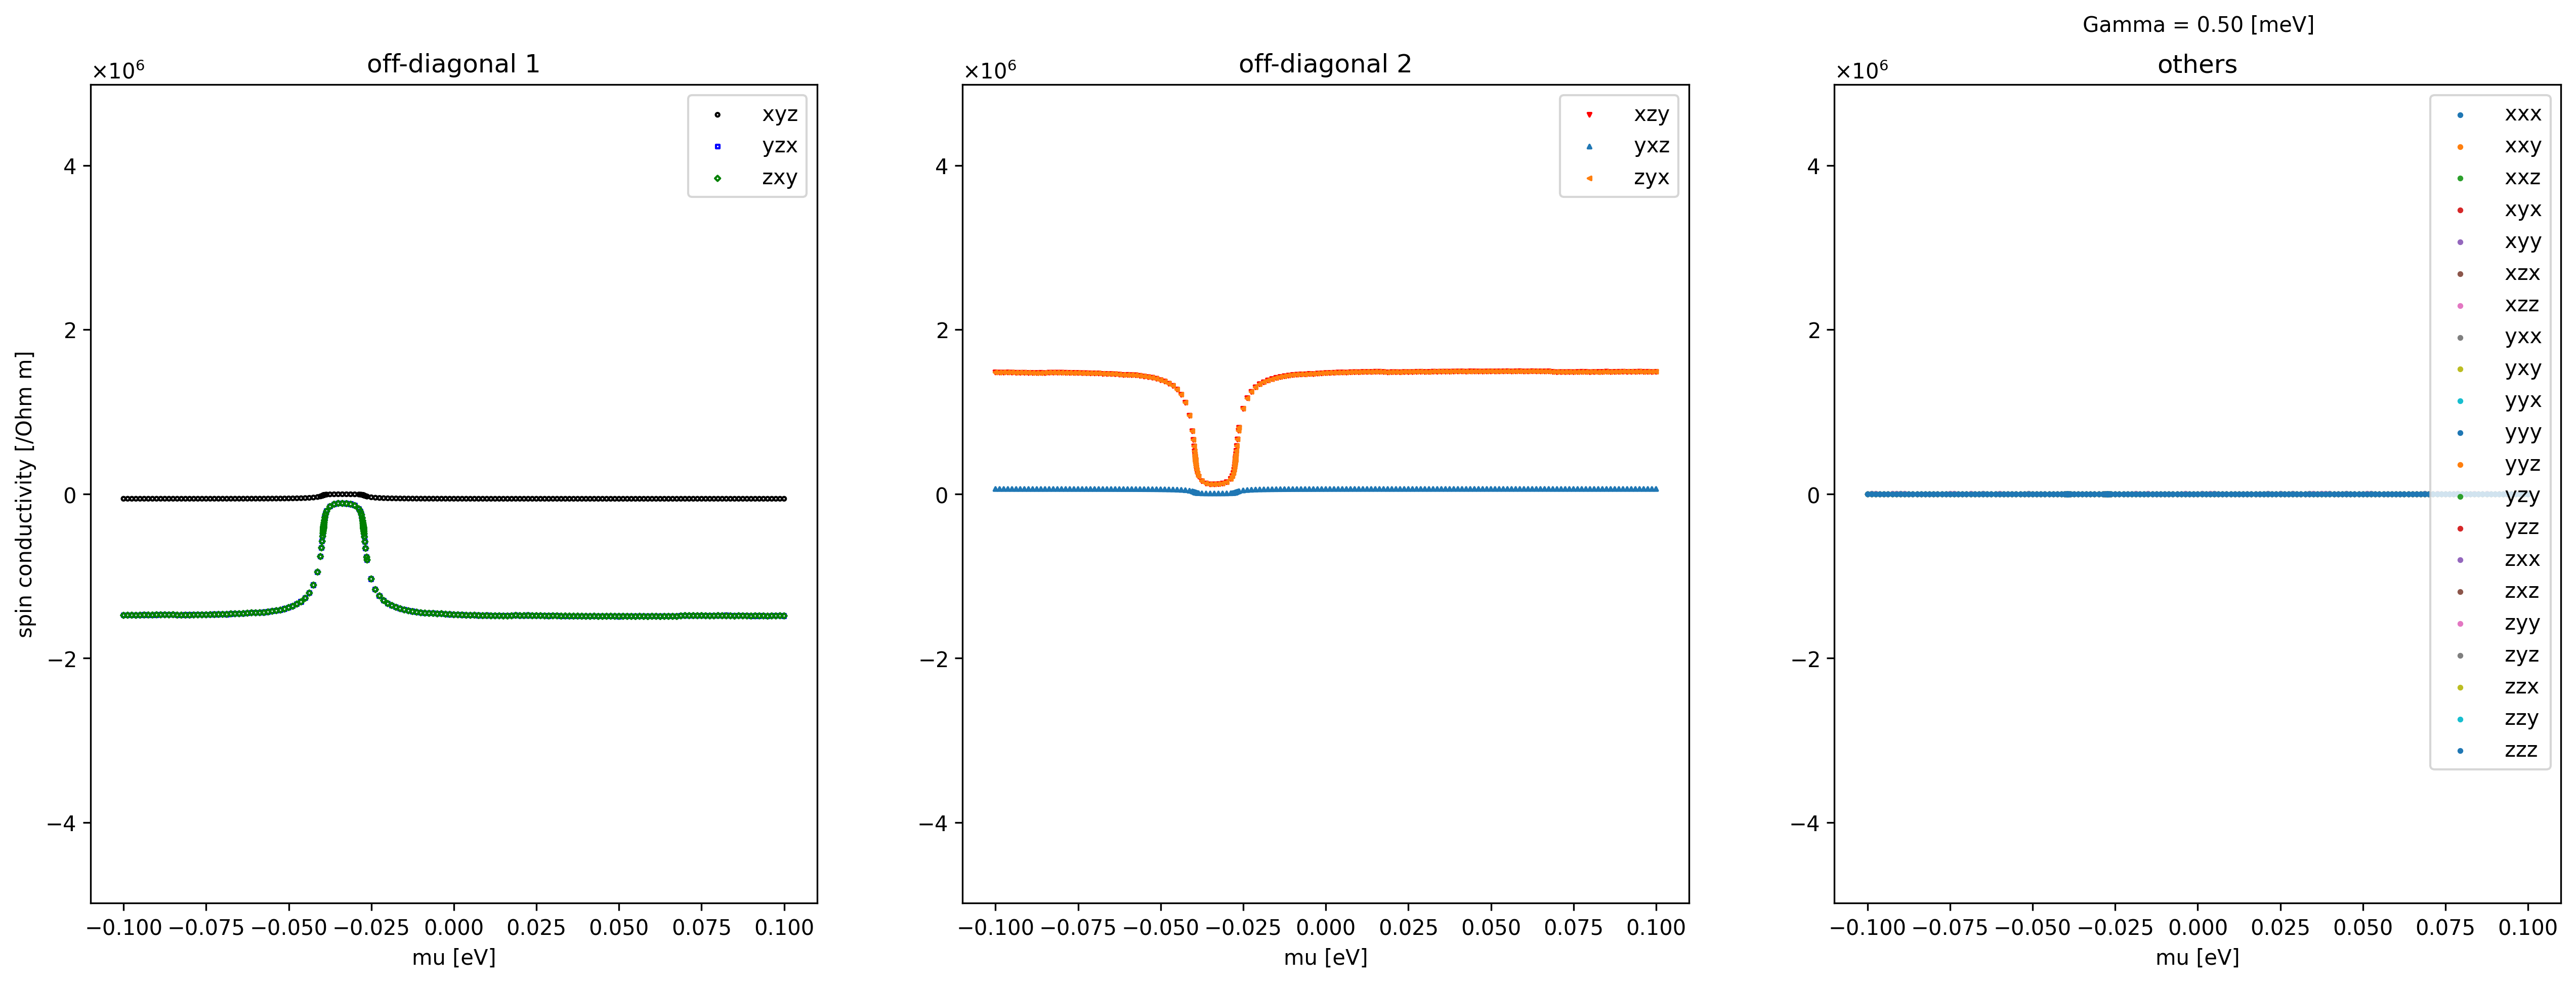 Gamma = 0.50 [meV]
off-diagonal 1
off-diagonal 2
others
×10⁶
×10⁶
×10⁶
xyz
yzx
zxy
4
2
0
−2
−4
spin conductivity [/Ohm m]
−0.100 −0.075 −0.050 −0.025 0.000 0.025 0.050 0.075 0.100
mu [eV]
xzy
yxz
zyx
4
2
0
−2
−4
−0.100 −0.075 −0.050 −0.025 0.000 0.025 0.050 0.075 0.100
mu [eV]
xxx
xxy
xxz
xyx
xyy
xzx
xzz
yxx
yxy
yyx
yyy
yyz
yzy
yzz
zxx
zxz
zyy
zyz
zzx
zzy
zzz
4
2
0
−2
−4
−0.100 −0.075 −0.050 −0.025 0.000 0.025 0.050 0.075 0.100
mu [eV]